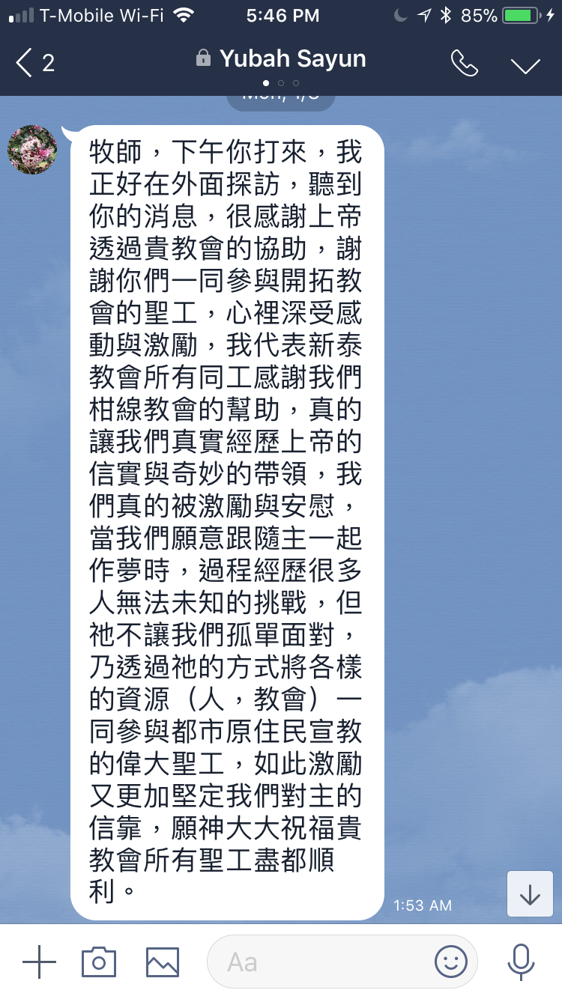 T-Mobile Wi-Fi 5:46 PM 85%
2 Yubah Sayun
牧師，下午你打來，我
正好在外面探訪，聽到
你的消息，很感謝上帝
透過貴教會的協助，謝
謝你們一同參與開拓教
會的聖工，心裡深受感
動與激勵，我代表新泰
教會所有同工感謝我們
柑線教會的幫助，真的
讓我們真實經歷上帝的
信實與奇妙的帶領，我
們真的被激勵與安慰，
當我們願意跟隨主一起
作夢時，過程經歷很多
人無法未知的挑戰，但
祂不讓我們孤單面對，
乃透過祂的方式將各樣
的資源（人，教會）一
同參與都市原住民宣教
的偉大聖工，如此激勵
又更加堅定我們對主的
信靠，願神大大祝福貴
教會所有聖工盡都順
利。
1:53 AM
Aa